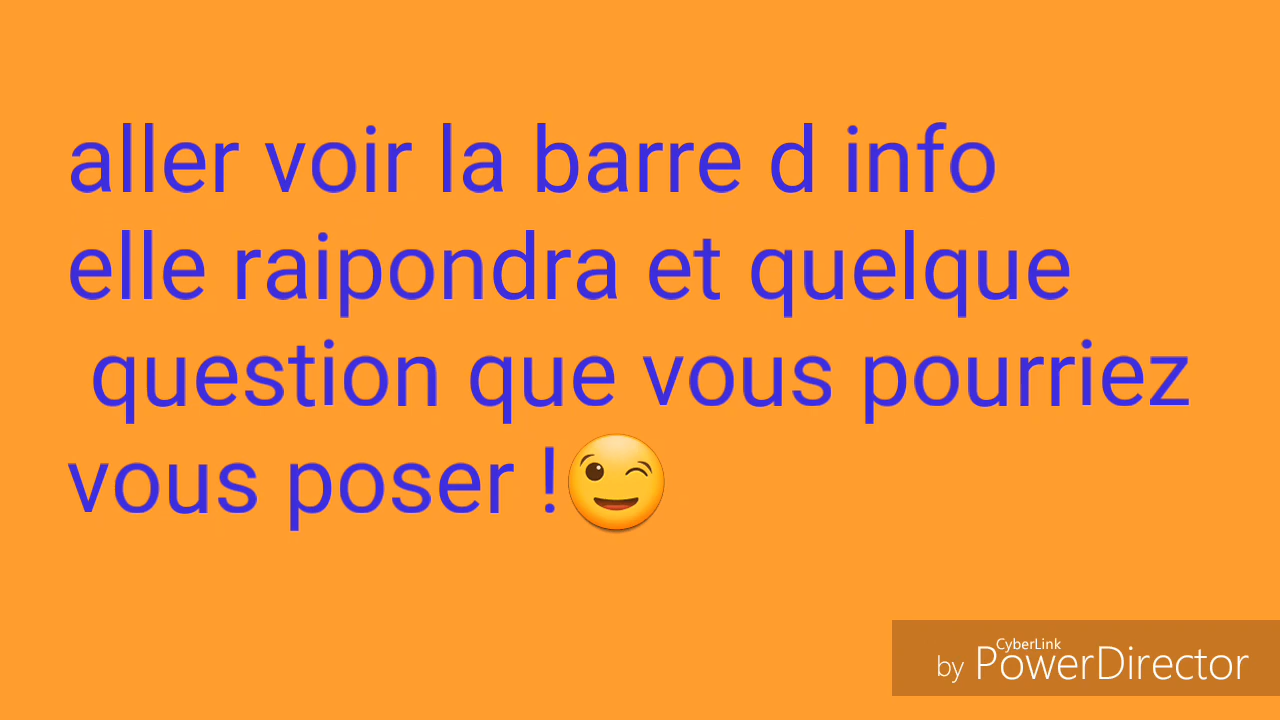 aller voir la barre d info
elle raipondra et quelque
question que vous pourriez
vous poser !😉
by CyberLink PowerDirector